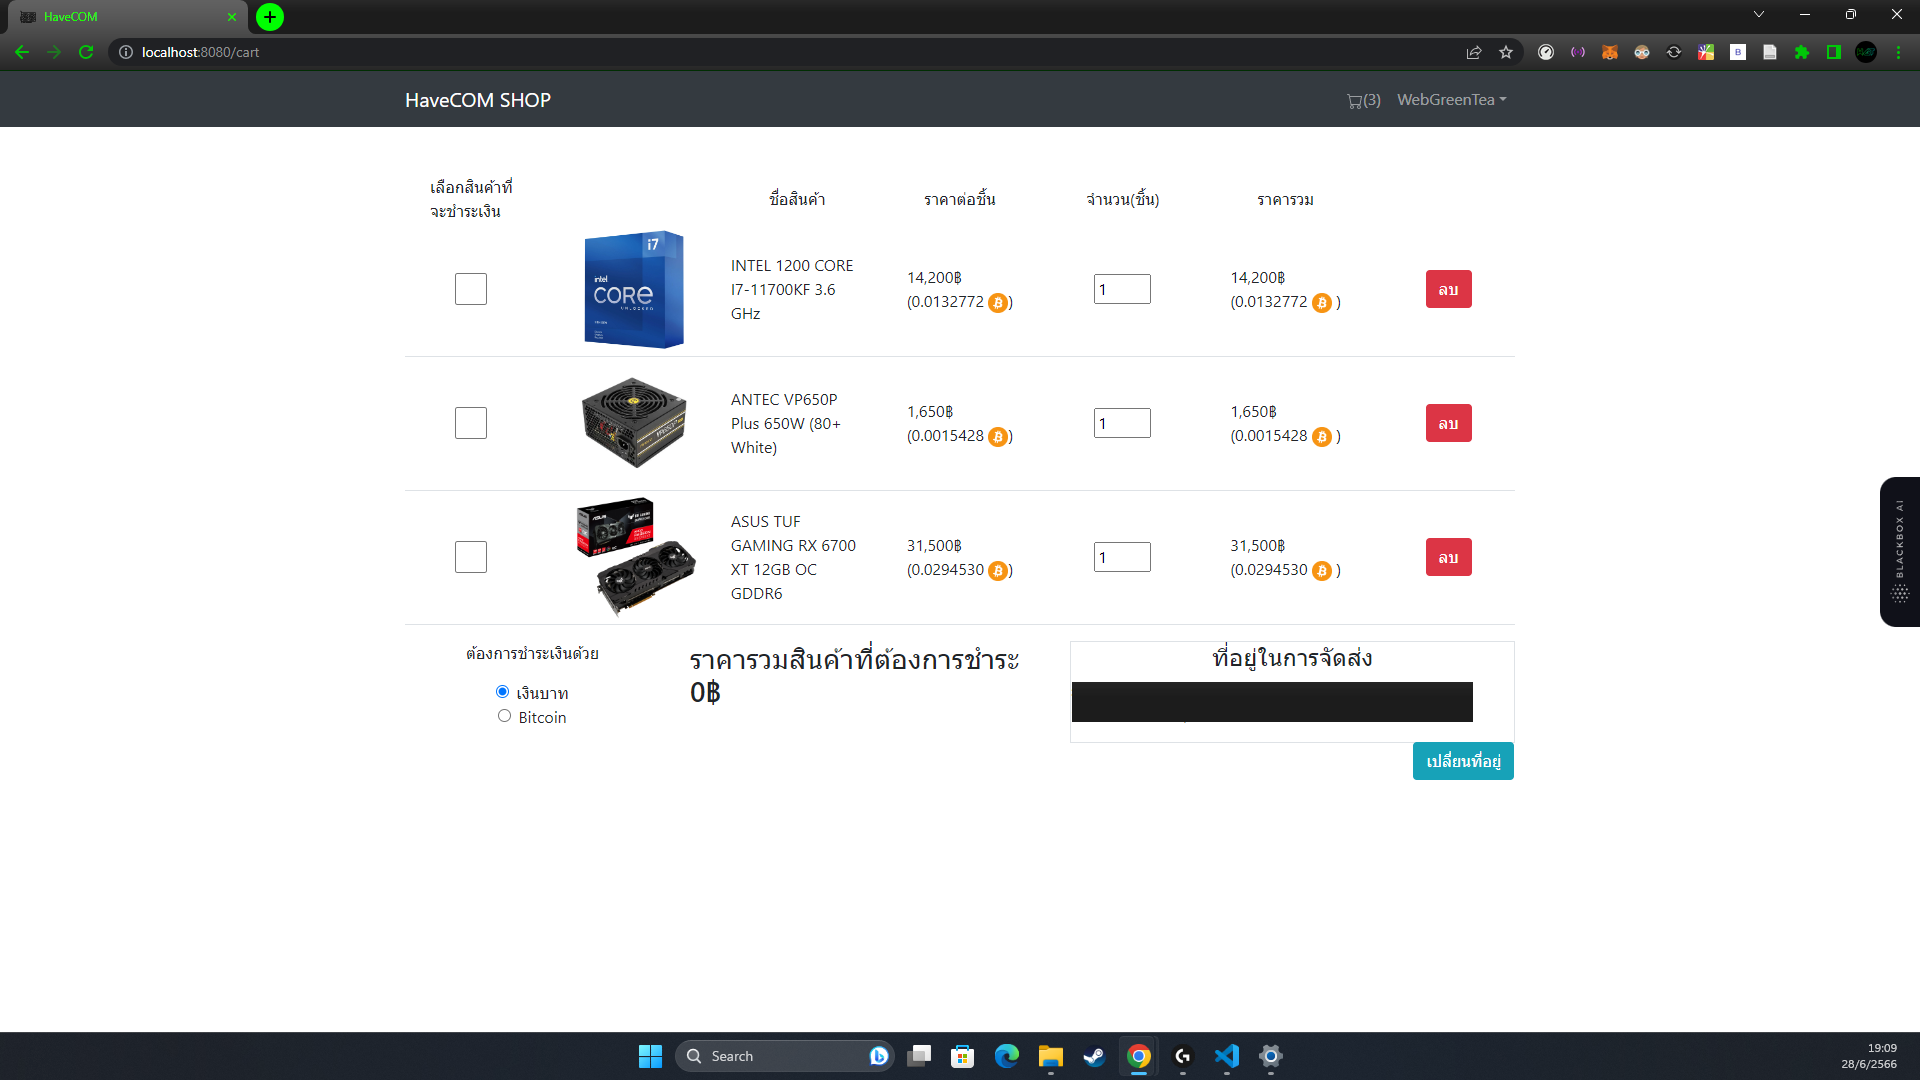 HaveCOM
localhost:8080/cart
HaveCOM SHOP
(3)
WebGreenTea
เลือกสินค้าที่
จะชำระเงิน
ชื่อสินค้า
ราคาต่อชิ้น
จำนวน(ชิ้น)
ราคารวม
i7
intel
CORE
UNLOCKED
INTEL 1200 CORE
I7-11700KF 3.6
GHz
14,200฿
(0.0132772 )
1
14,200฿
(0.0132772 )
ลบ
ANTEC VP650P
Plus 650W (80+
White)
1,650฿
(0.0015428 )
1
1,650฿
(0.0015428 )
ลบ
ASUS TUF
GAMING RX 6700
XT 12GB OC
GDDR6
31,500฿
(0.0294530 )
1
31,500฿
(0.0294530 )
ลบ
BLACKBOX AI
ต้องการชำระเงินด้วย
เงินบาท
Bitcoin
ราคารวมสินค้าที่ต้องการชำระ
0฿
ที่อยู่ในการจัดส่ง
เปลี่ยนที่อยู่
Search
19:09
28/6/2566